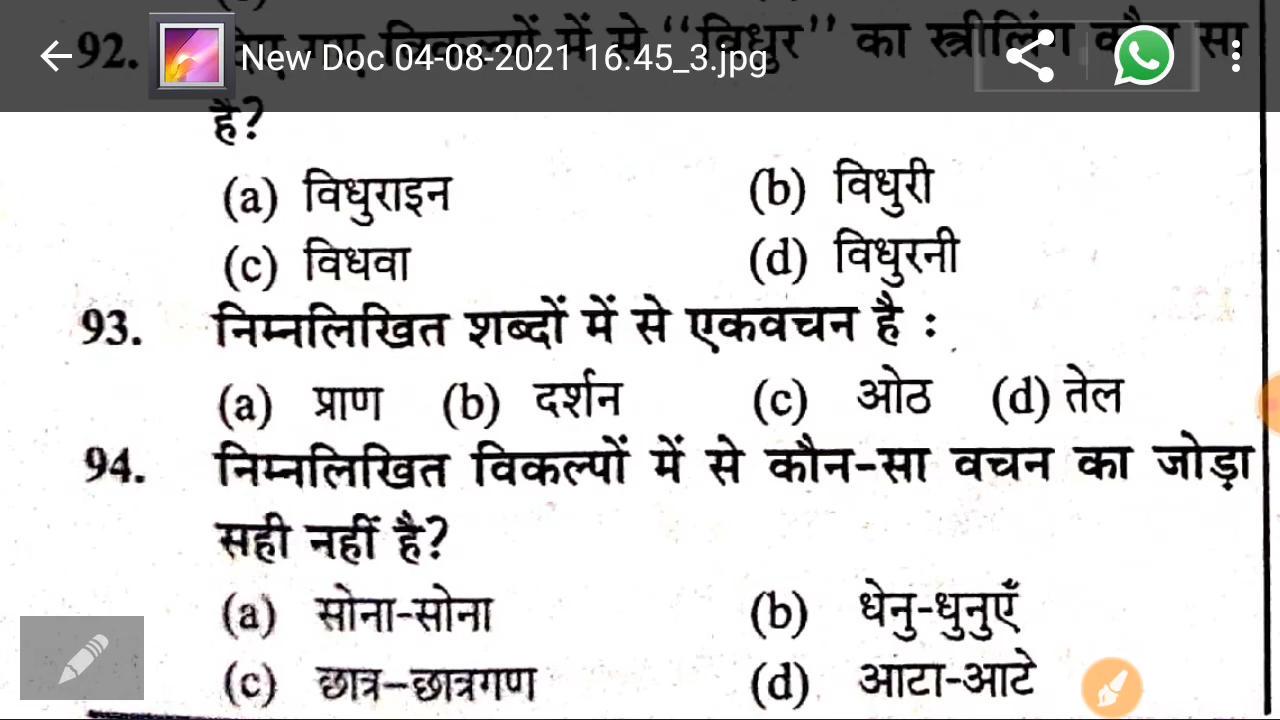 New Doc 04-08-2021 16.45_3.jpg
92. में से ‘‘विधुर’’ का स्त्रीलिंग कौन सा
है?
(a) विधुराइन (b) विधुरी
(c) विधवा (d) विधुरनी
93. निम्नलिखित शब्दों में से एकवचन है :
(a) प्राण (b) दर्शन (c) ओठ (d) तेल
94. निम्नलिखित विकल्पों में से कौन-सा वचन का जोड़ा
सही नहीं है?
(a) सोना-सोना (b) धेनु-धुनुएँ
(c) छात्र-छात्रगण (d) आटा-आटे